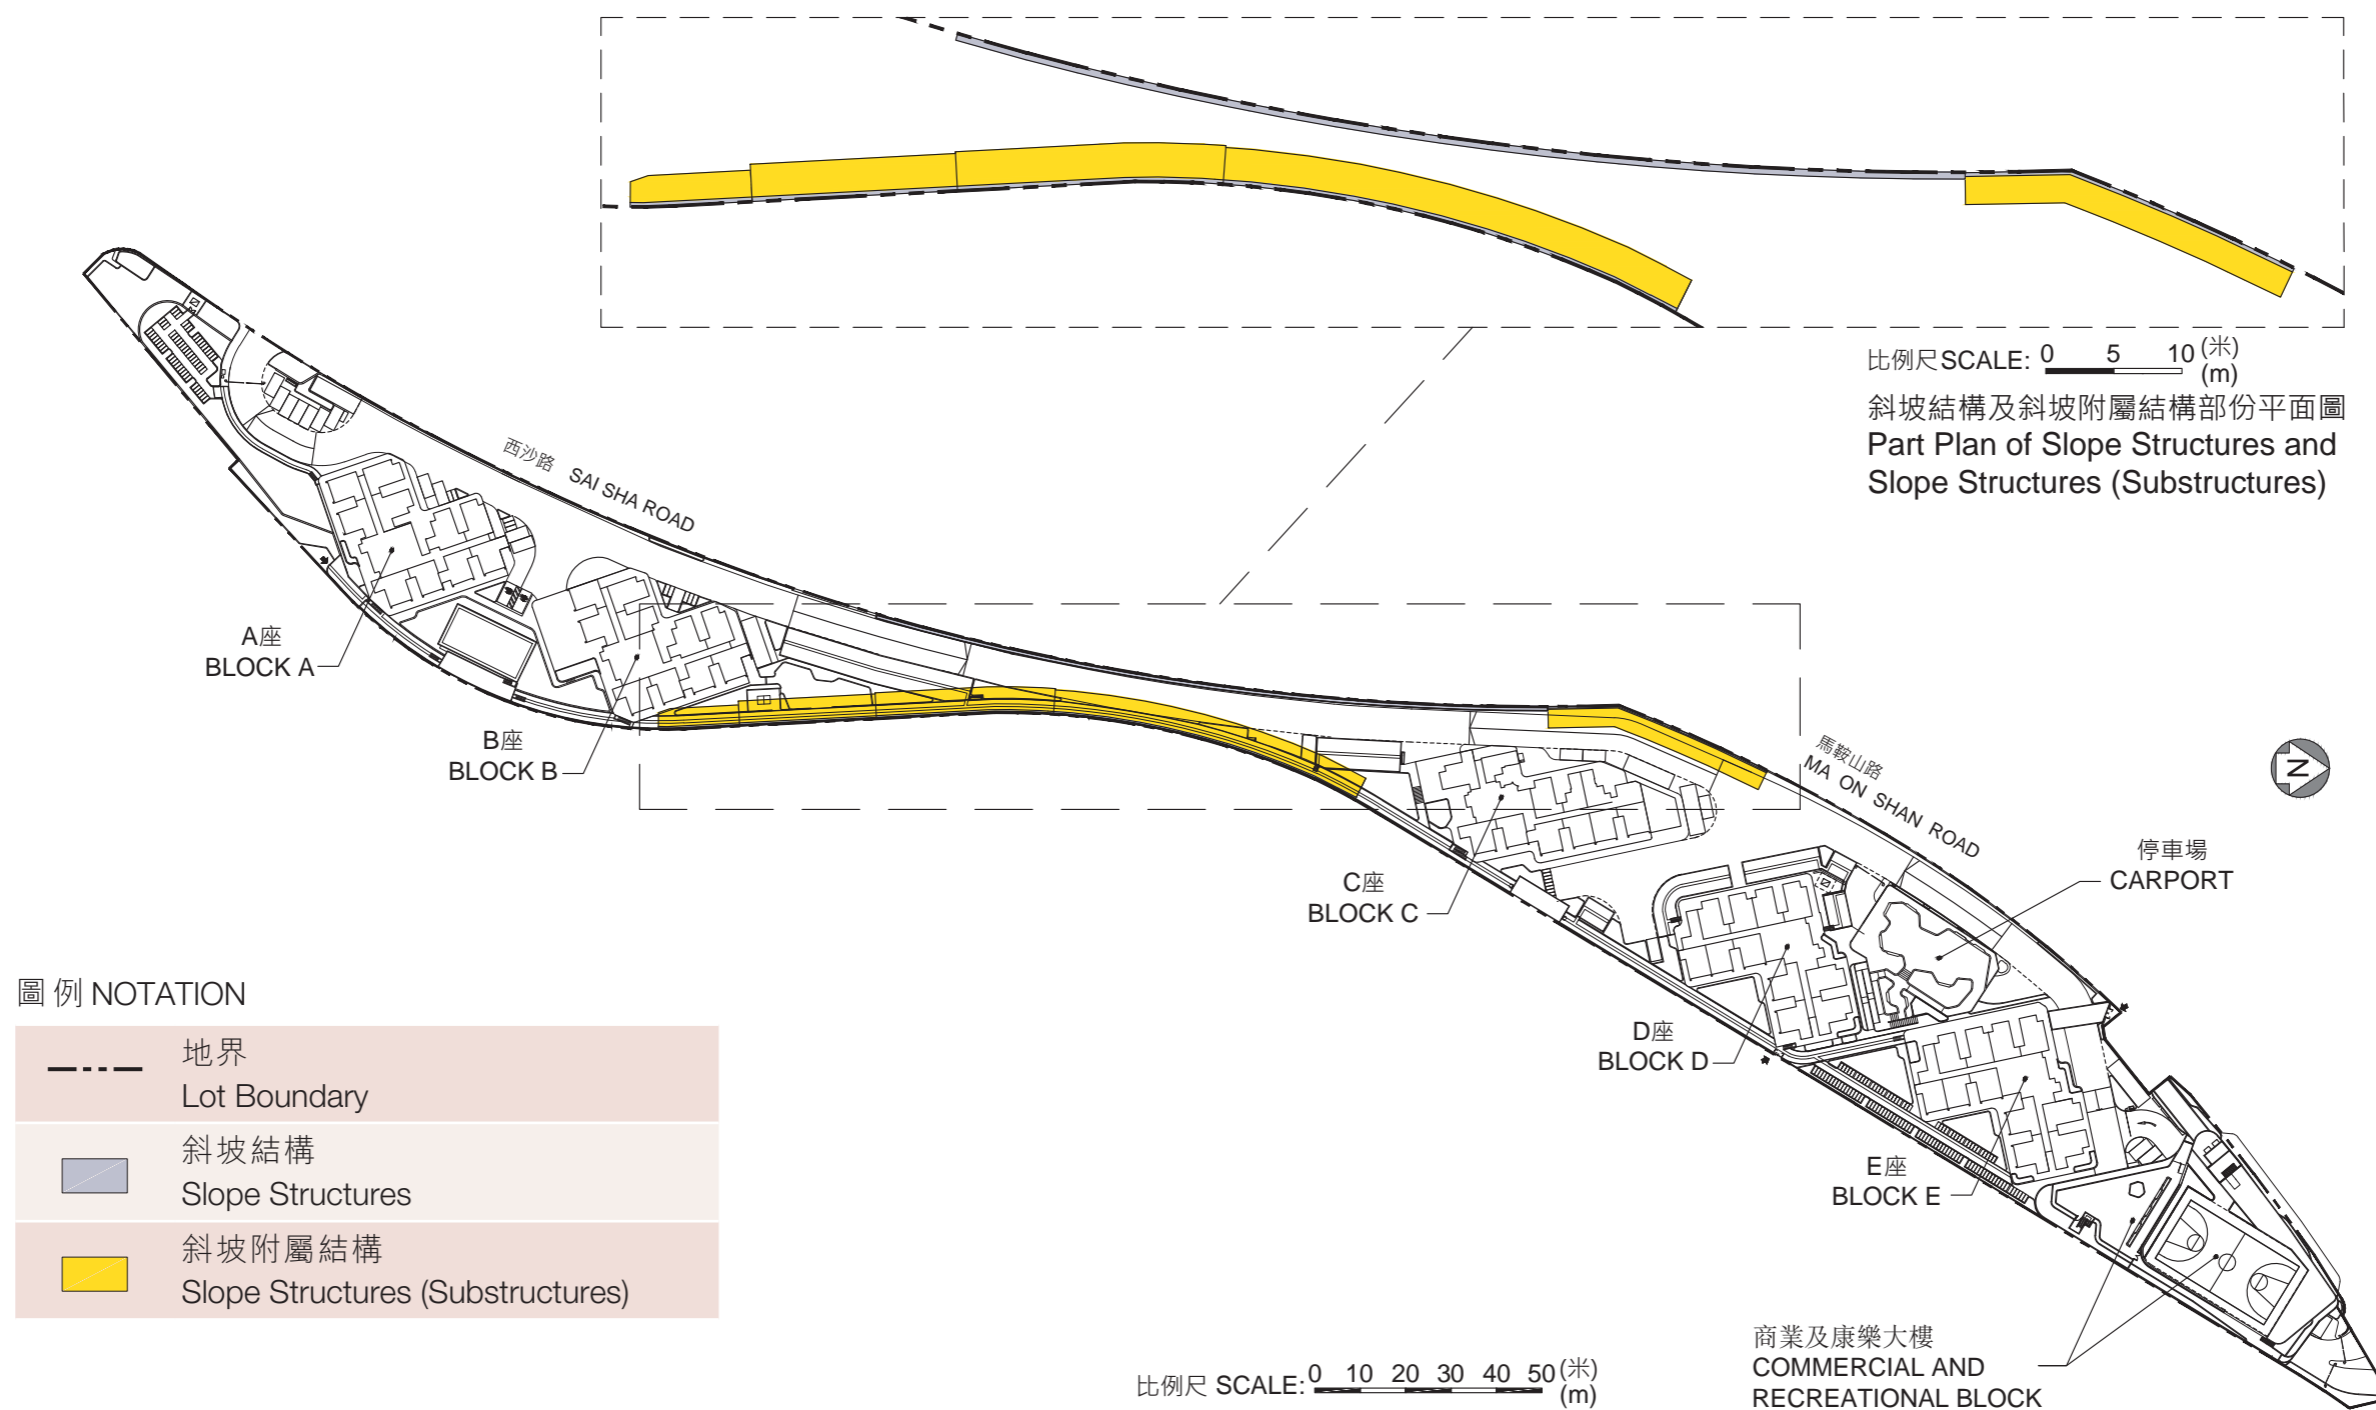 比例尺SCALE: 0 5 10 (米)
(m)
斜坡結構及斜坡附屬結構部份平面圖
Part Plan of Slope Structures and
Slope Structures (Substructures)
西沙路 SAI SHA ROAD
A座
BLOCK A
B座
BLOCK B
馬鞍山路
MA ON SHAN ROAD
N
停車場
CARPORT
C座
BLOCK C
D座
BLOCK D
E座
BLOCK E
圖例 NOTATION
地界
Lot Boundary
斜坡結構
Slope Structures
斜坡附屬結構
Slope Structures (Substructures)
商業及康樂大樓
COMMERCIAL AND
RECREATIONAL BLOCK
比例尺 SCALE: 0 10 20 30 40 50 (米)
(m)